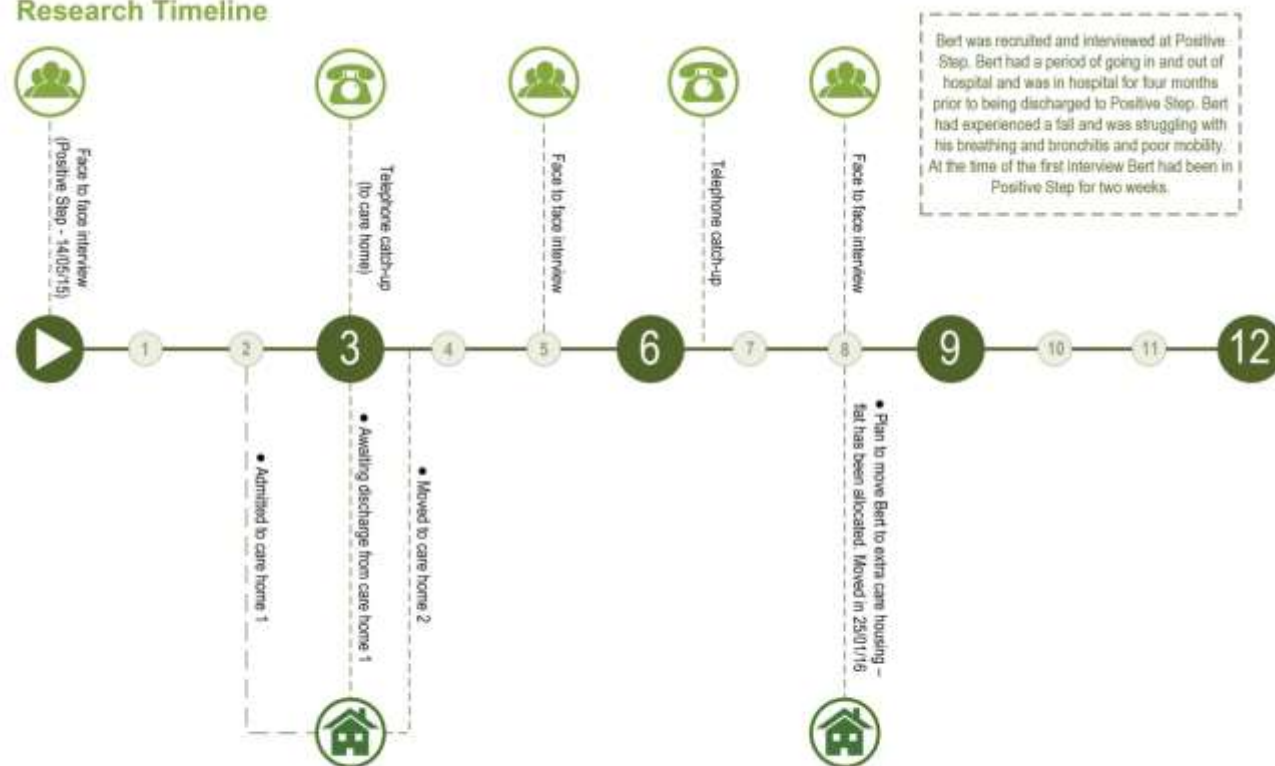 Research Timeline
Bert was recruited and interviewed at Positive
Step. Bert had a period of going in and out of
hospital and was in hospital for four months
prior to being discharged to Positive Step. Bert
had experienced a fall and was struggling with
his breathing and bronchitis and poor mobility.
At the time of the first interview Bert had been in
Positive Step for two weeks.
Face to face interview
(Positive Step - 14/05/15)
Telephone catch-up
(to care home)
Face to face interview
Telephone catch-up
Face to face interview
1
2
3
4
5
6
7
8
9
10
11
12
• Admitted to care home 1
• Awaiting discharge from care home 1
• Moved to care home 2
• Plan to move Bert to extra care housing –
flat has been allocated. Moved in 25/01/16